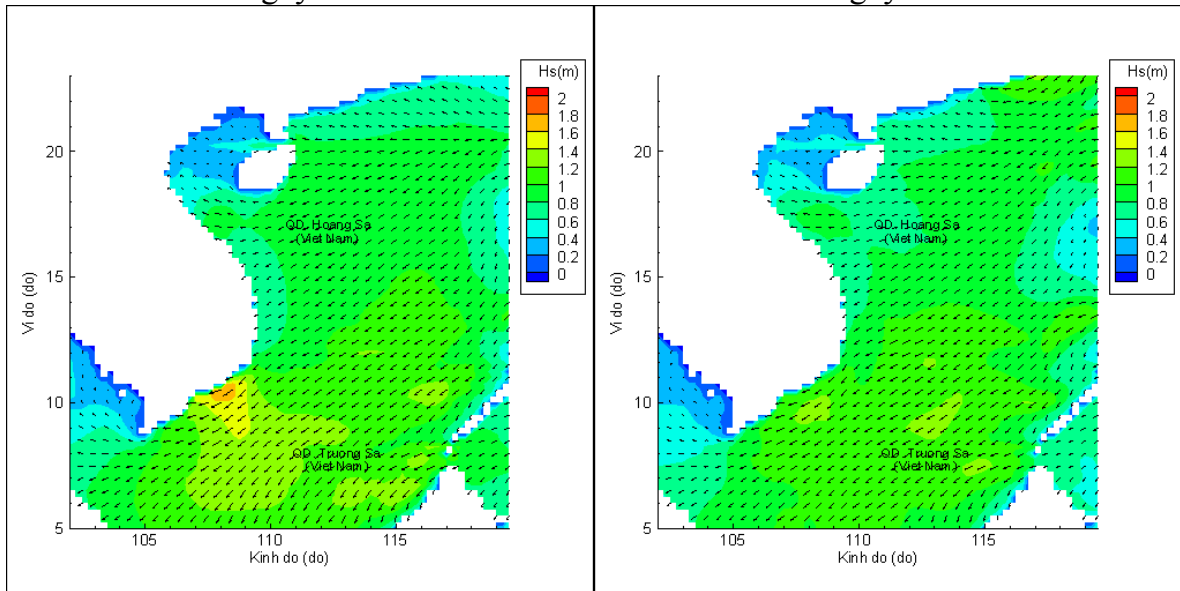 Hs(m)
2
1.8
1.6
1.4
1.2
1
0.8
0.6
0.4
0.2
0
20
15
10
5
105
110
115
Vi do (do)
Kinh do (do)
QD. Hoang Sa
(Viet Nam)
QD. Truong Sa
(Viet Nam)
Hs(m)
2
1.8
1.6
1.4
1.2
1
0.8
0.6
0.4
0.2
0
20
15
10
5
105
110
115
Vi do (do)
Kinh do (do)
QD. Hoang Sa
(Viet Nam)
QD. Truong Sa
(Viet Nam)